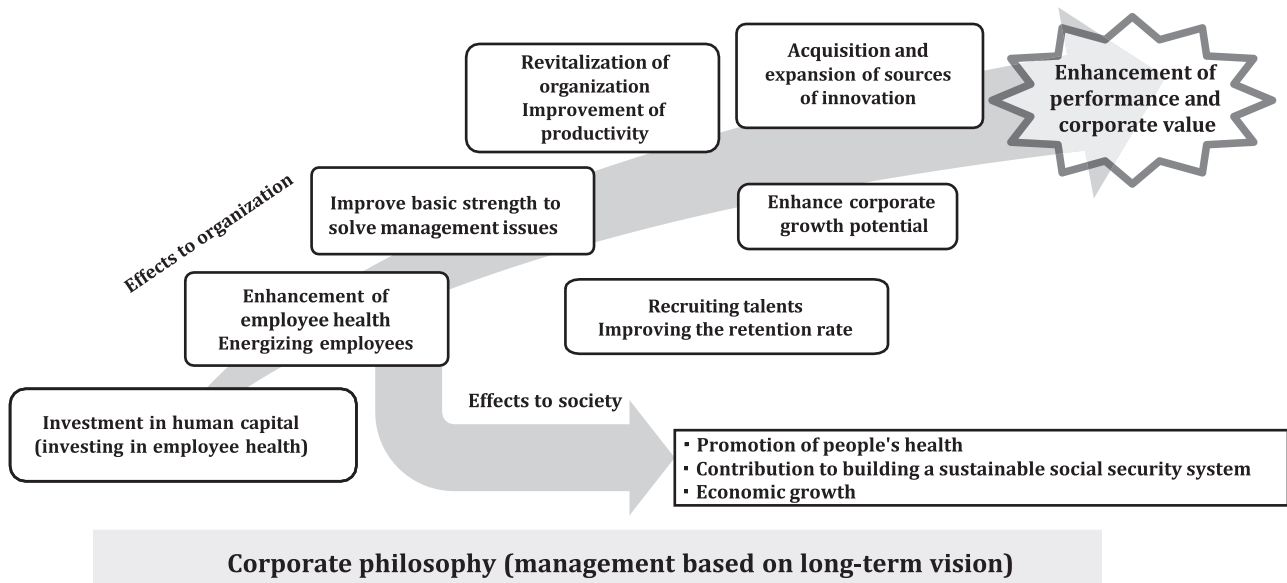 Acquisition and
expansion of sources
of innovation
Enhancement of
performance and
corporate value
Revitalization of
organization
Improvement of
productivity
Effects to organization
Improve basic strength to
solve management issues
Enhance corporate
growth potential
Enhancement of
employee health
Energizing employees
Recruiting talents
Improving the retention rate
Investment in human capital
(investing in employee health)
Effects to society
· Promotion of people's health
· Contribution to building a sustainable social security system
· Economic growth
Corporate philosophy (management based on long-term vision)